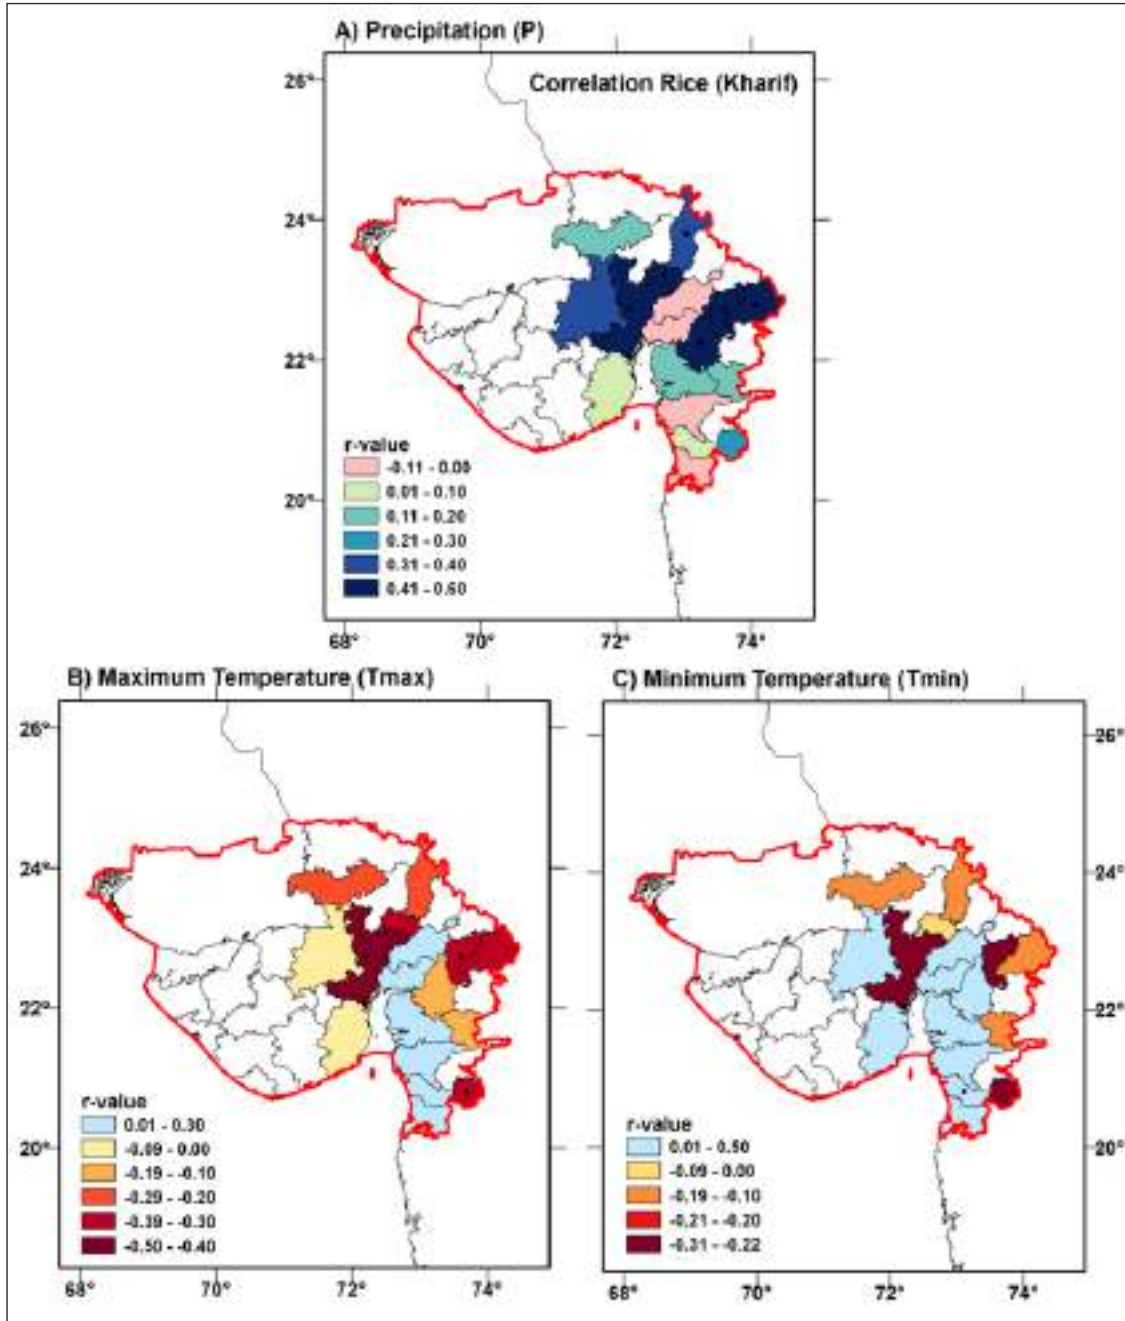 A) Precipitation (P)
Correlation Rice (Kharif)
26°
24°
22°
20°
r-value
-0.11 - 0.00
0.01 - 0.10
0.11 - 0.20
0.21 - 0.30
0.31 - 0.40
0.41 - 0.60
68°
70°
72°
74°
B) Maximum Temperature (Tmax)
26°
24°
22°
20°
r-value
0.01 - 0.30
-0.09 - 0.00
-0.19 - -0.10
-0.29 - -0.20
-0.39 - -0.30
-0.50 - -0.40
68°
70°
72°
74°
C) Minimum Temperature (Tmin)
26°
24°
22°
20°
r-value
0.01 - 0.50
-0.09 - 0.00
-0.19 - -0.10
-0.21 - -0.20
-0.31 - -0.22
68°
70°
72°
74°